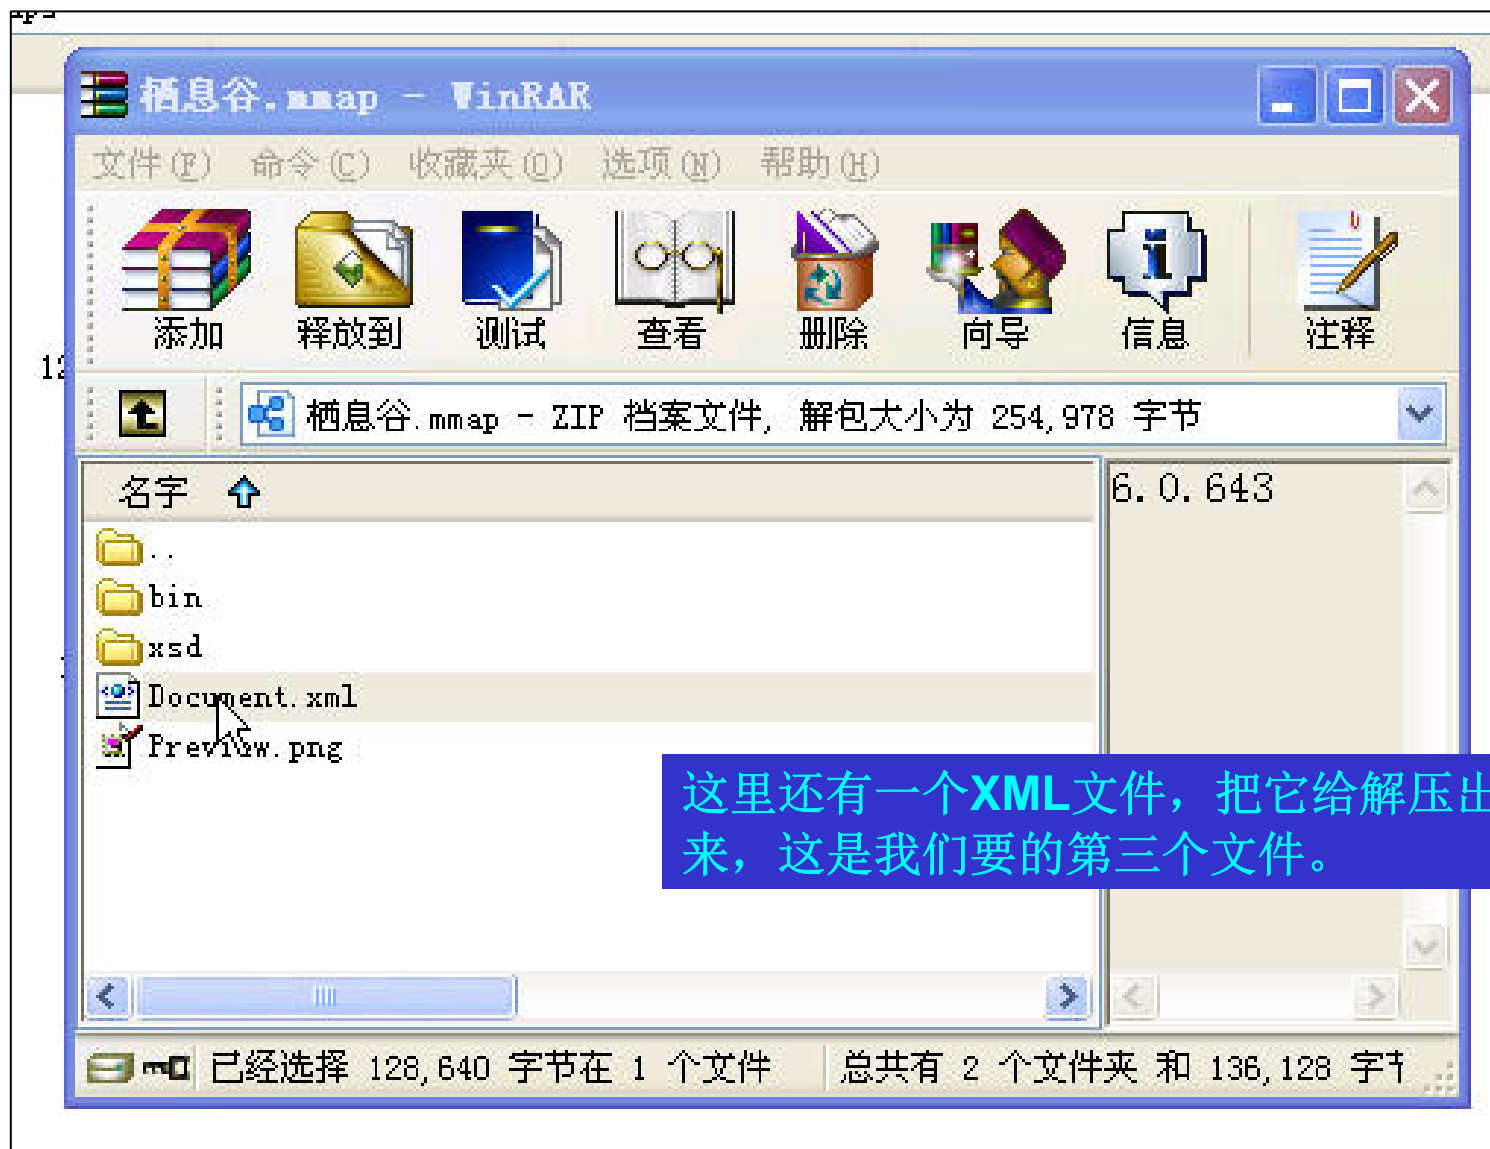 栖息谷.mmap - WinRAR
文件(F) 命令(C) 收藏夹(O) 选项(N) 帮助(H)
添加 释放到 测试 查看 删除 向导 信息 注释
12
栖息谷.mmap - ZIP 档案文件, 解包大小为 254,978 字节
名字 6.0.643
..
bin
xsd
Document.xml
Preview.png
这里还有一个XML文件，把它给解压出
来，这是我们要的第三个文件。
已经选择 128,640 字节在 1 个文件 总共有 2 个文件夹 和 136,128 字